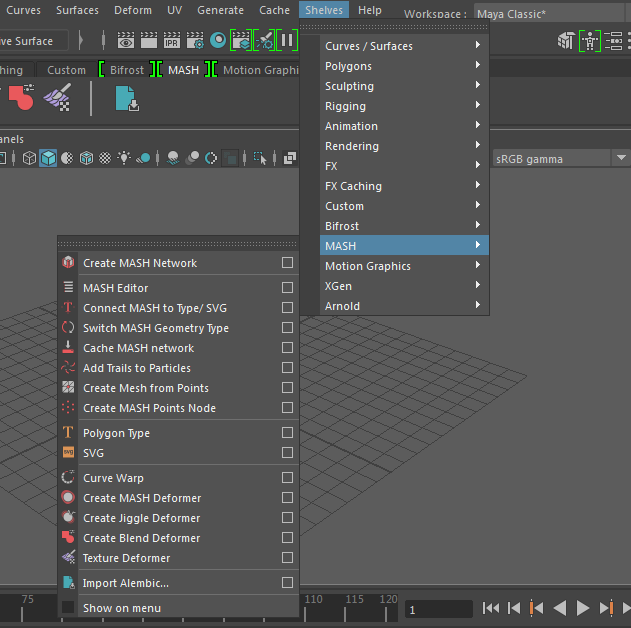 Curves Surfaces Deform UV Generate Cache Shelves Help Workspace : Maya Classic*
ive Surface
IPR
hing Custom Bifrost MASH Motion Graphi
anels
sRGB gamma
Curves / Surfaces
Polygons
Sculpting
Rigging
Animation
Rendering
FX
FX Caching
Custom
Bifrost
MASH
Motion Graphics
XGen
Arnold
Create MASH Network
MASH Editor
Connect MASH to Type/ SVG
Switch MASH Geometry Type
Cache MASH network
Add Trails to Particles
Create Mesh from Points
Create MASH Points Node
T Polygon Type
SVG SVG
Curve Warp
Create MASH Deformer
Create Jiggle Deformer
Create Blend Deformer
Texture Deformer
Import Alembic...
Show on menu
75 110 115 120
1